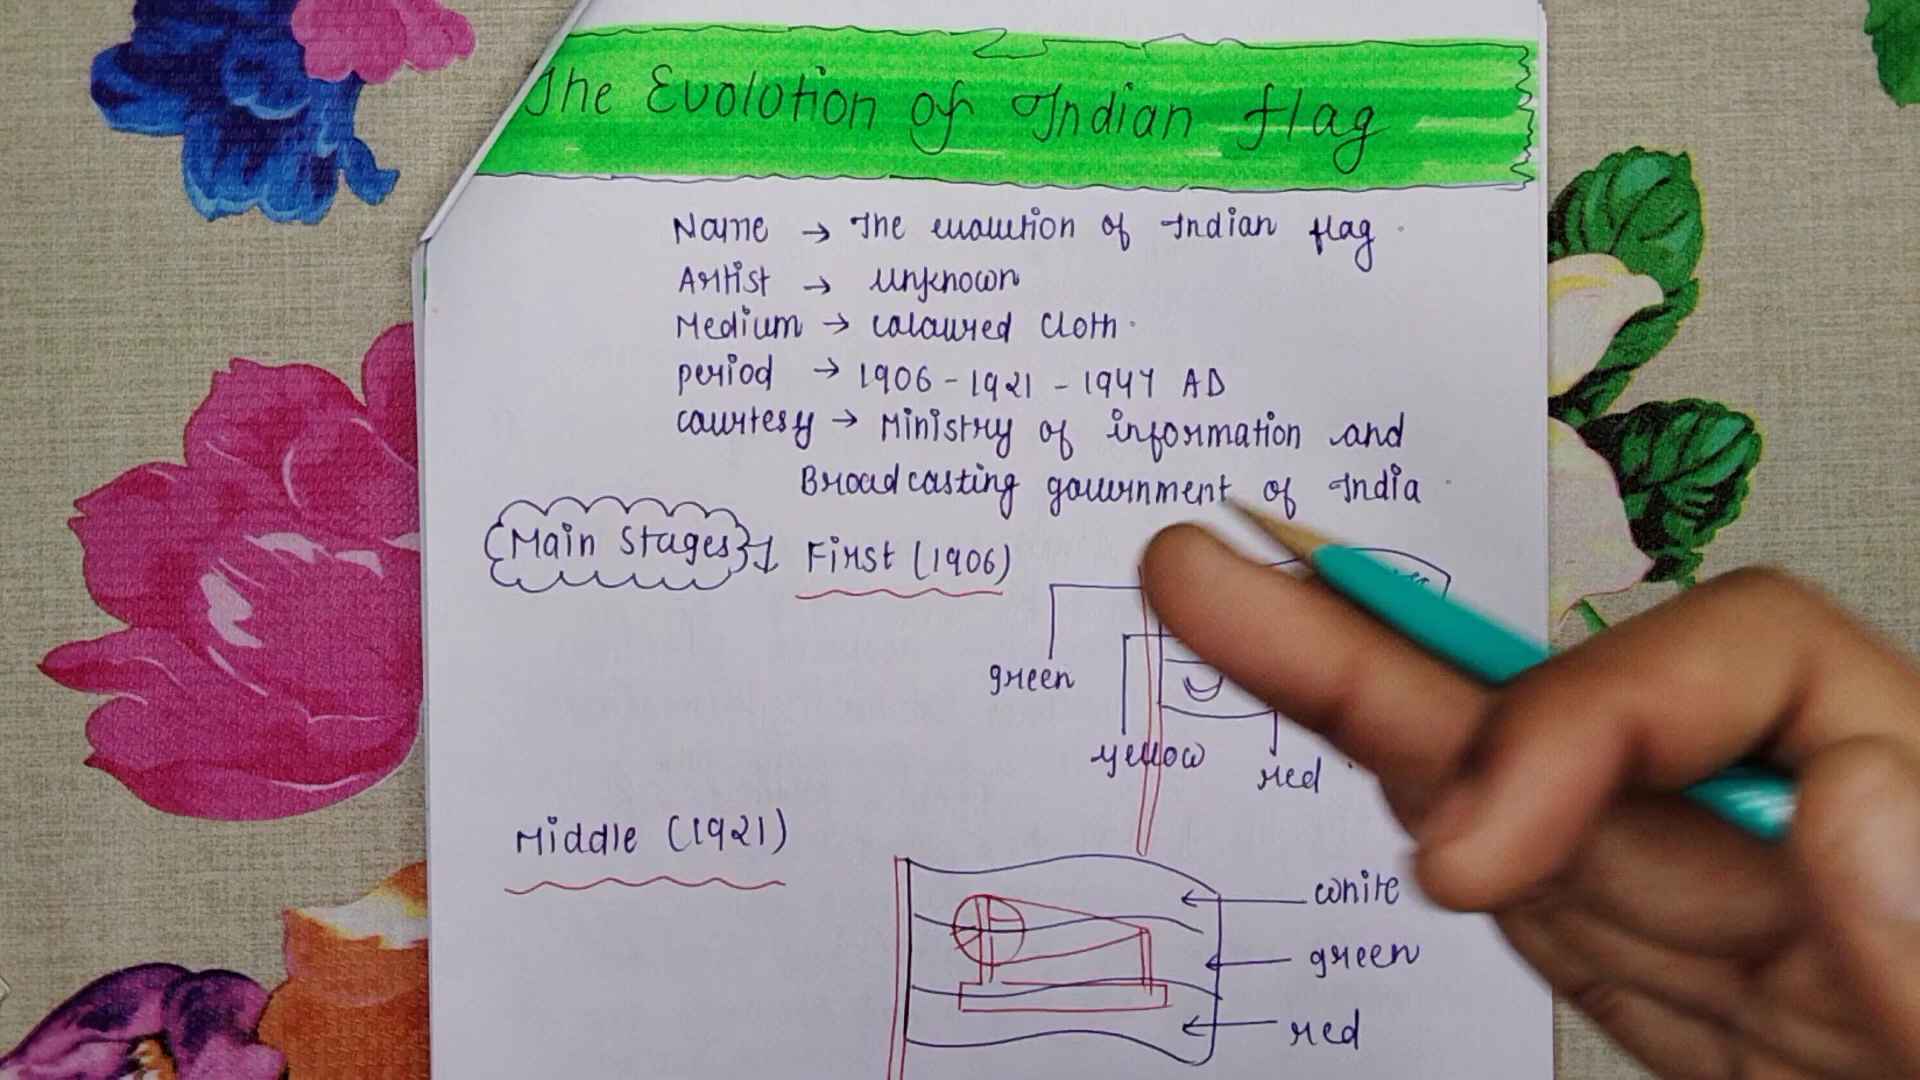 The Evolotion of Indian flag
Name → The evolution of Indian flag.
Artist → unknown
Medium → coloured cloth.
period → 1906 - 1921 - 1947 AD
courtesy → Ministry of information and
Broadcasting government of India.
Main Stages → First (1906)
green
yellow
red
Middle (1921)
white
green
red